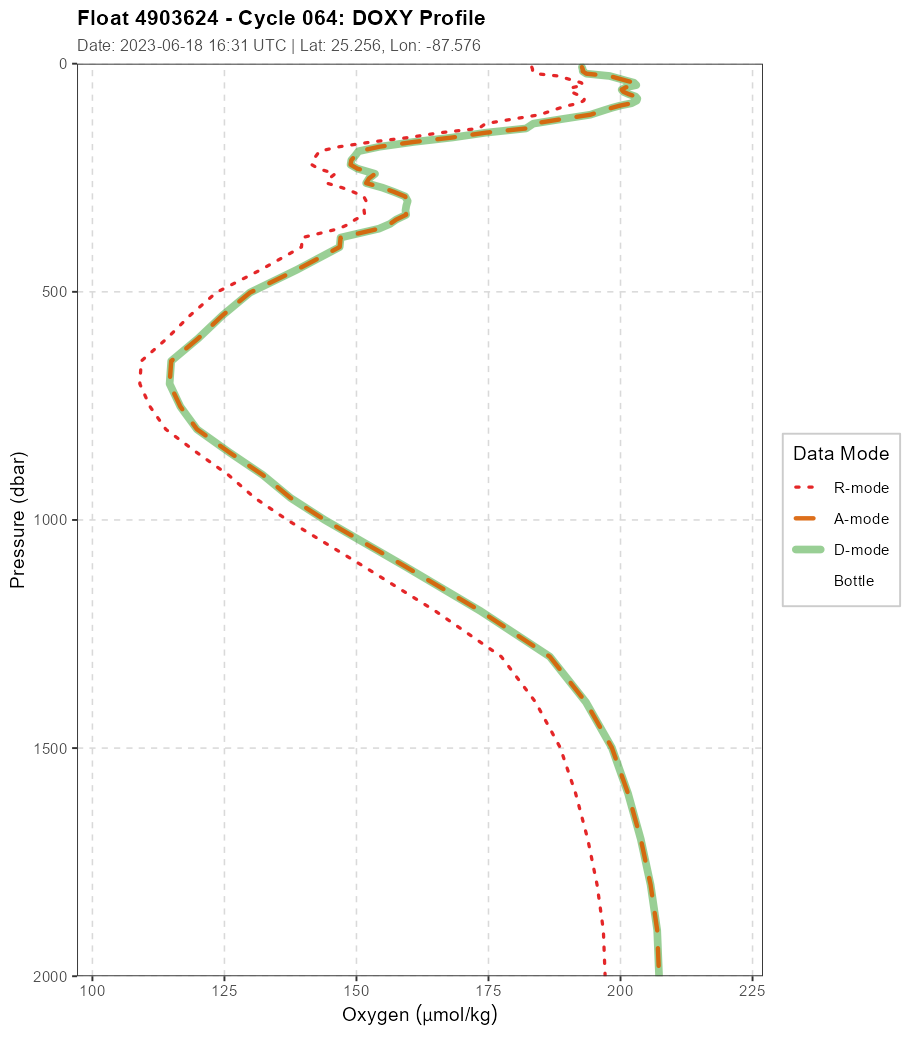 Float 4903624 - Cycle 064: DOXY Profile
Date: 2023-06-18 16:31 UTC | Lat: 25.256, Lon: -87.576
0
500
1000
1500
2000
Pressure (dbar)
100
125
150
175
200
225
Oxygen (μmol/kg)
Data Mode
R-mode
A-mode
D-mode
Bottle